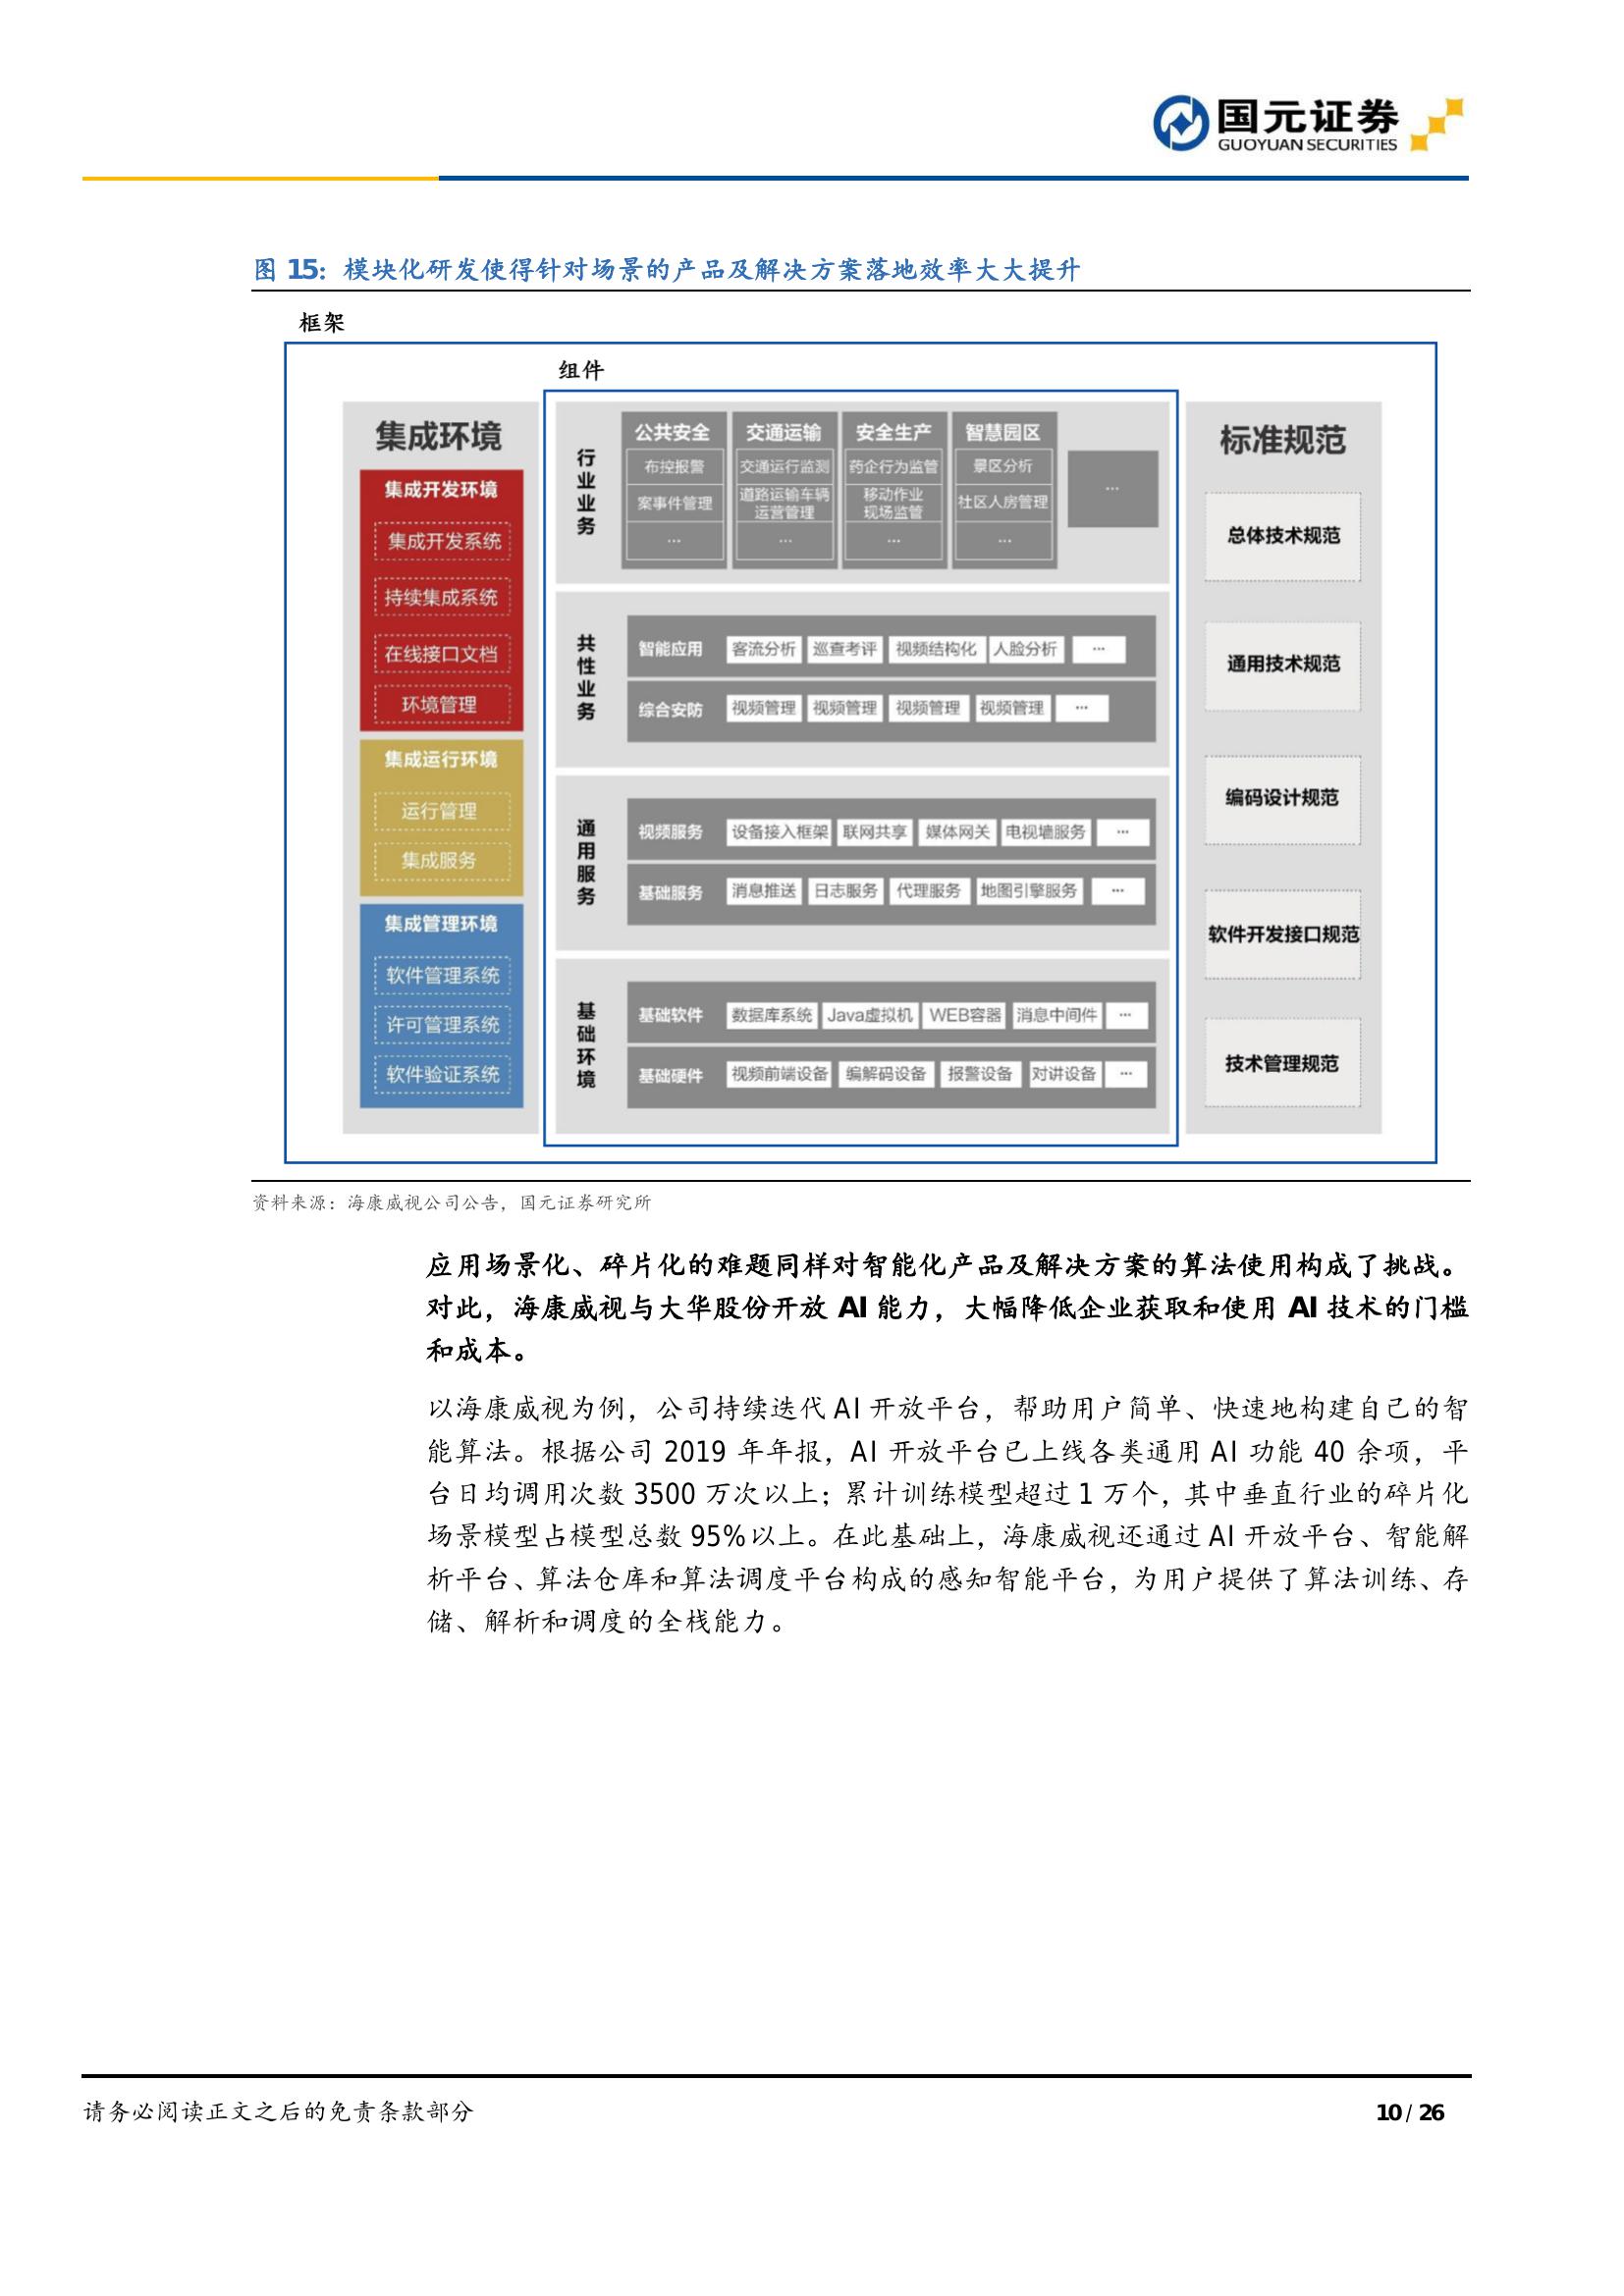 国元证券
GUOYUAN SECURITIES
图 15：模块化研发使得针对场景的产品及解决方案落地效率大大提升
框架
组件
集成环境
集成开发环境
集成开发系统
持续集成系统
在线接口文档
环境管理
集成运行环境
运行管理
集成服务
集成管理环境
软件管理系统
许可管理系统
软件验证系统
行业业务
公共安全
布控报警
案事件管理
...
交通运输
交通运行监测
道路运输车辆
运营管理
...
安全生产
药企行为监管
移动作业
现场监管
...
智慧园区
景区分析
社区人房管理
...
...
共性业务
智能应用 客流分析 巡查考评 视频结构化 人脸分析 ...
综合安防 视频管理 视频管理 视频管理 视频管理 ...
通用服务
视频服务 设备接入框架 联网共享 媒体网关 电视墙服务 ...
基础服务 消息推送 日志服务 代理服务 地图引擎服务 ...
基础环境
基础软件 数据库系统 Java虚拟机 WEB容器 消息中间件 ...
基础硬件 视频前端设备 编解码设备 报警设备 对讲设备 ...
标准规范
总体技术规范
通用技术规范
编码设计规范
软件开发接口规范
技术管理规范
资料来源：海康威视公司公告，国元证券研究所
应用场景化、碎片化的难题同样对智能化产品及解决方案的算法使用构成了挑战。
对此，海康威视与大华股份开放 AI 能力，大幅降低企业获取和使用 AI 技术的门槛
和成本。
以海康威视为例，公司持续迭代 AI 开放平台，帮助用户简单、快速地构建自己的智
能算法。根据公司 2019 年年报，AI 开放平台已上线各类通用 AI 功能 40 余项，平
台日均调用次数 3500 万次以上；累计训练模型超过 1 万个，其中垂直行业的碎片化
场景模型占模型总数 95%以上。在此基础上，海康威视还通过 AI 开放平台、智能解
析平台、算法仓库和算法调度平台构成的感知智能平台，为用户提供了算法训练、存
储、解析和调度的全栈能力。
请务必阅读正文之后的免责条款部分
10 / 26